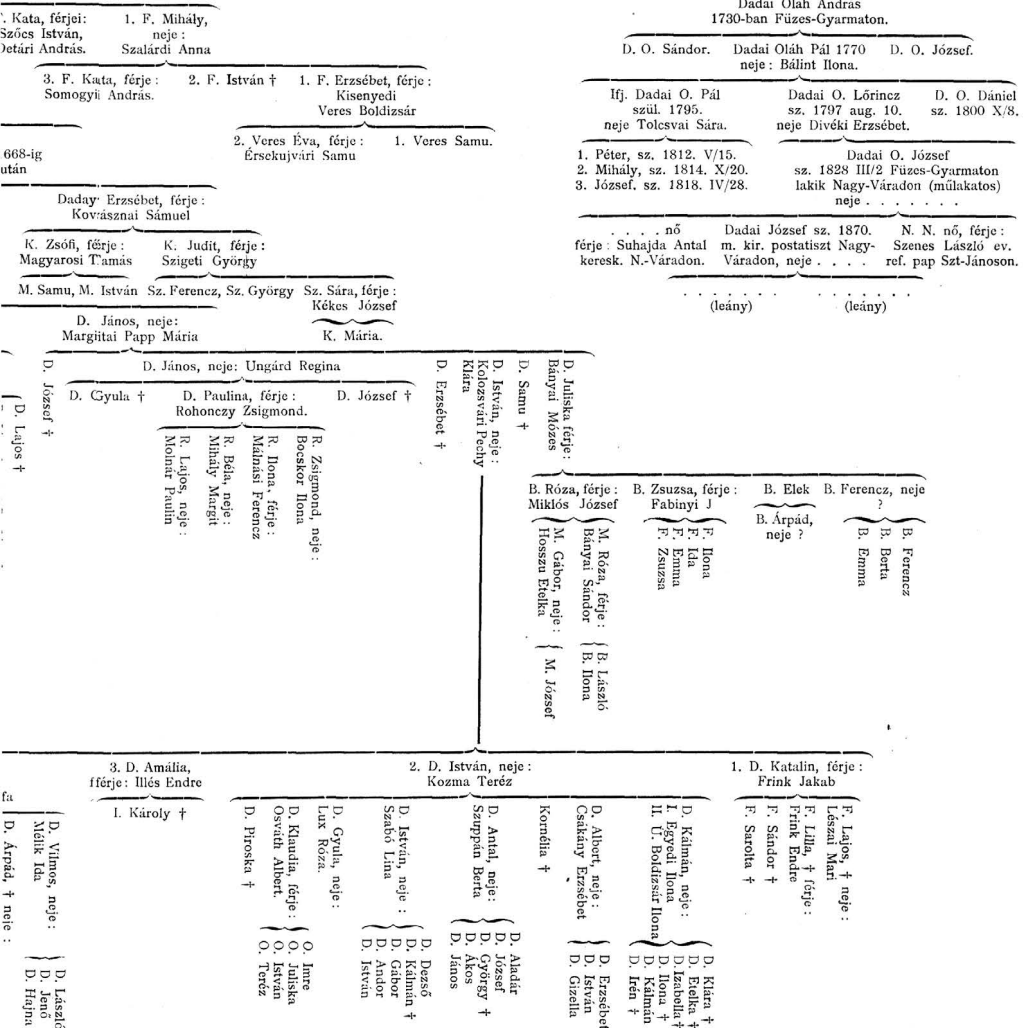 Kata, férjei:
Szőcs István,
Detári András.
1. F. Mihály,
neje :
Szalárdi Anna
3. F. Kata, férje :
Somogyii András.
2. F. István †
1. F. Erzsébet, férje :
Kisenyedi
Veres Boldizsár
2. Veres Éva, férje :
Érsekujvári Samu
1. Veres Samu.
668-ig
után
Daday Erzsébet, férje :
Kovásznai Sámuel
K. Zsófi, férje :
Magyarosi Tamás
K. Judit, férje :
Szigeti György
M. Samu, M. István
Sz. Ferencz, Sz. György
Sz. Sára, férje :
Kékes József
K. Mária.
D. János, neje:
Margiitai Papp Mária
Dadai Oláh András
1730-ban Füzes-Gyarmaton.
D. O. Sándor.
Dadai Oláh Pál 1770
neje : Bálint Ilona.
D. O. József.
Ifj. Dadai O. Pál
szül. 1795.
neje Tolcsvai Sára.
Dadai O. Lőrincz
sz. 1797 aug. 10.
neje Divéki Erzsébet.
D. O. Dániel
sz. 1800 X/8.
1. Péter, sz. 1812. V/15.
2. Mihály, sz. 1814. X/20.
3. József. sz. 1818. IV/28.
Dadai O. József
sz. 1828 III/2 Füzes-Gyarmaton
lakik Nagy-Váradon (műlakatos)
neje . . . . . . .
. . . . nő
férje : Suhajda Antal
keresk. N.-Váradon.
Dadai József sz. 1870.
m. kir. postatiszt Nagy-
Váradon, neje . . . .
N. N. nő, férje :
Szenes László ev.
ref. pap Szt-Jánoson.
. . . . . .
(leány)
. . . . . .
(leány)
D. Lajos †
D. József †
D. János, neje: Ungárd Regina
D. Gyula †
D. Paulina, férje :
Rohonczy Zsigmond.
D. József †
R. Lajos, neje :
Molnár Paulin
R. Béla, neje :
Mihály Margit
R. Ilona, férje :
Málnási Ferencz
R. Zsigmond, neje :
Bocskor Ilona
D. Erzsébet †
D. István, neje :
Kolozsvári Pechy
Klára
D. Samu †
D. Juliska férje :
Bányai Mózes
B. Róza, férje :
Miklós József
B. Zsuzsa, férje :
Fabinyi J
B. Elek
B. Ferencz, neje
?
B. Árpád,
neje ?
M. Gábor, neje :
Hosszu Etelka
M. József
M. Róza, férje :
Bányai Sándor
B. László
B. Ilona
F. Ilona
F. Ida
F. Emma
F. Zsuzsa
B. Ferencz
B. Berta
B. Emma
3. D. Amália,
fférje: Illés Endre
I. Károly †
2. D. István, neje :
Kozma Teréz
1. D. Katalin, férje :
Frink Jakab
fa
D. Árpád, † neje :
D. Vilmos, neje :
Mélik Ida
D. László
D. Jenő
D. Hajna
D. Piroska †
D. Klaudia, férje :
Osváth Albert.
O. Imre
O. Juliska
O. István
O. Teréz
D. Gyula, neje :
Lux Róza.
D. István, neje :
Szabó Lina
D. Dezső
D. Kálmán †
D. Gábor
D. Andor
D. István
D. Antal, neje:
Szuppán Berta
D. Aladár
D. József
D. György †
D. Ákos
D. János
Kornélia †
D. Albert, neje :
Csákány Erzsébet
D. Erzsébet
D. István
D. Gizella
D. Kálmán, neje :
I. Egyedi Ilona
II. Ü. Boldizsár Ilona
D. Klára †
D. Etelka †
D. Izabella †
D. Ilona †
D. Kálmán
D. Irén †
F. Sarolta †
F. Sándor †
F. Lilla, † férje :
Frink Endre
F. Lajos, † neje :
Lészai Mari